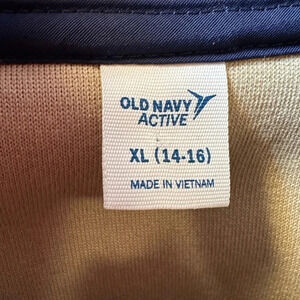 OLD NAVY
ACTIVE
XL (14-16)
MADE IN VIETNAM